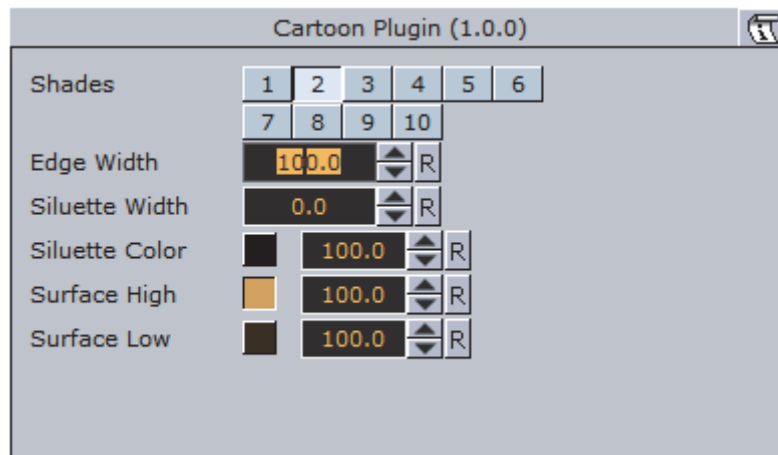 Cartoon Plugin (1.0.0)
Shades 1 2 3 4 5 6
7 8 9 10
Edge Width 100.0 R
Siluette Width 0.0 R
Siluette Color 100.0 R
Surface High 100.0 R
Surface Low 100.0 R